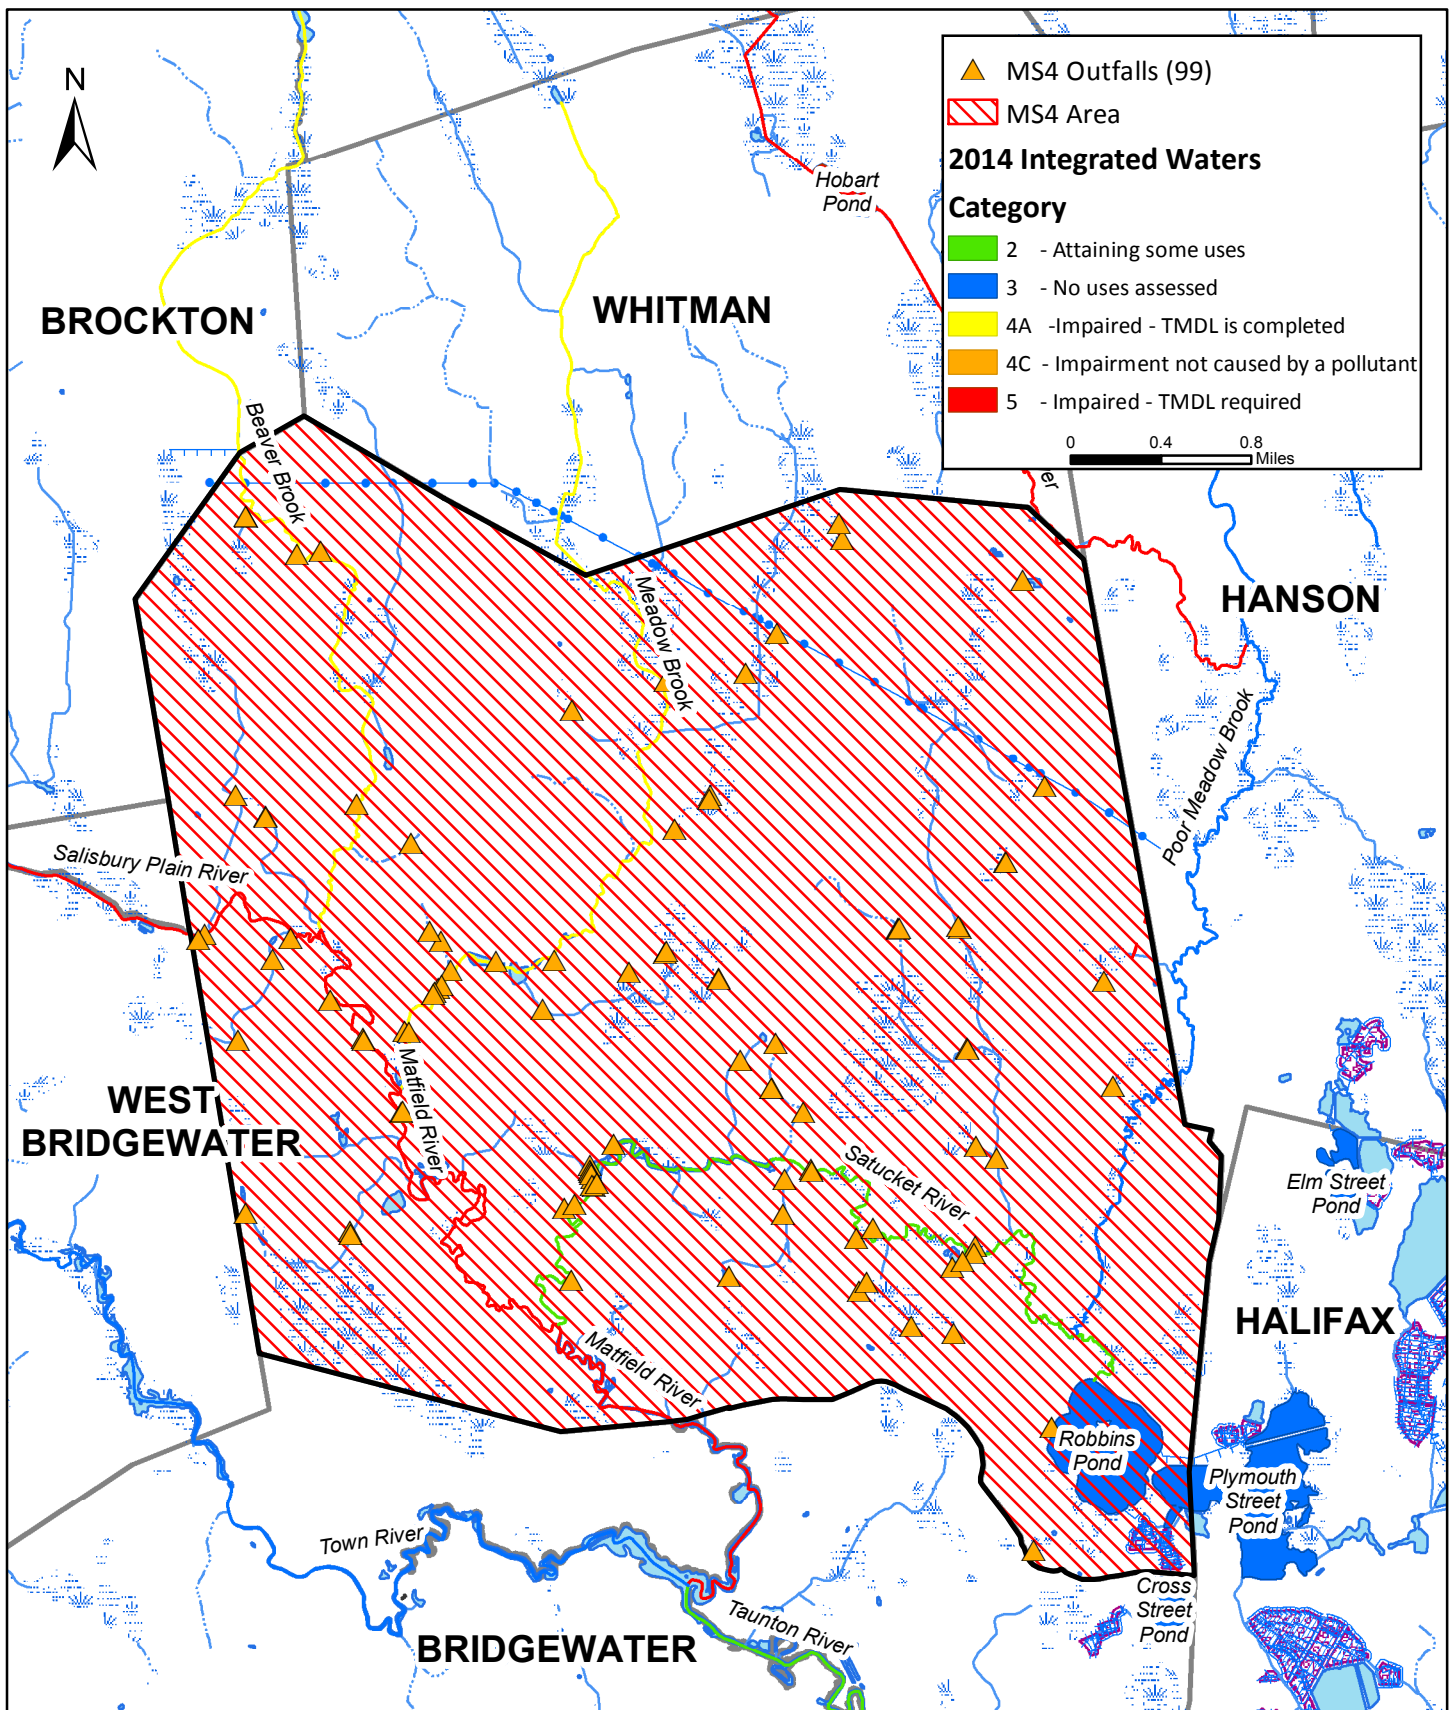 N
MS4 Outfalls (99)
MS4 Area
2014 Integrated Waters
Category
2 - Attaining some uses
3 - No uses assessed
4A -Impaired - TMDL is completed
4C - Impairment not caused by a pollutant
5 - Impaired - TMDL required
0 0.4 0.8
Miles
Hobart
Pond
BROCKTON
WHITMAN
Beaver Brook
er
Meadow Brook
HANSON
Poor Meadow Brook
Salisbury Plain River
WEST
BRIDGEWATER
Matfield River
Satucket River
Elm Street
Pond
HALIFAX
Matfield River
Robbins
Pond
Plymouth
Street
Pond
Town River
Cross
Street
Pond
Taunton River
BRIDGEWATER